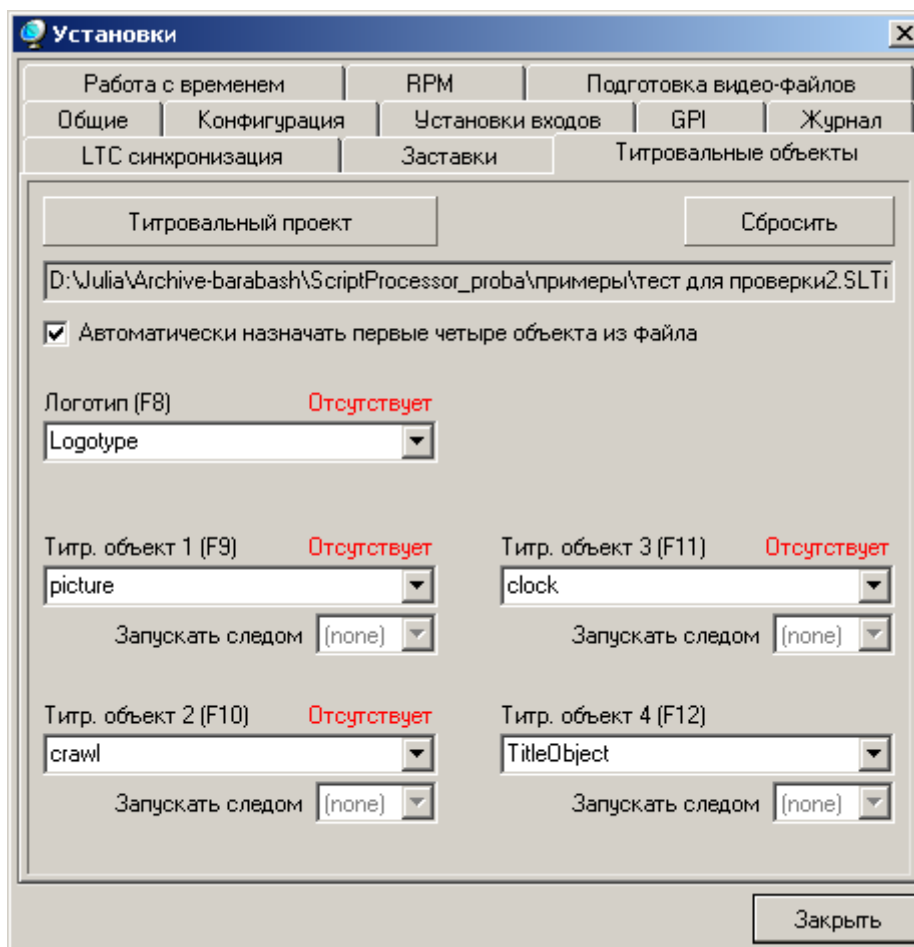 Установки
Работа с временем RPM Подготовка видео-файлов
Общие Конфигурация Установки входов GPI Журнал
LTC синхронизация Заставки Титровальные объекты
Титровальный проект Сбросить
D:\Julia\Archive-barabash\ScriptProcessor_proba\примеры\тест для проверки2.SLTi
Автоматически назначать первые четыре объекта из файла
Логотип (F8) Отсутствует
Logotype
Титр. объект 1 (F9) Отсутствует Титр. объект 3 (F11) Отсутствует
picture clock
Запускать следом (none) Запускать следом (none)
Титр. объект 2 (F10) Отсутствует Титр. объект 4 (F12)
crawl TitleObject
Запускать следом (none) Запускать следом (none)
Закрыть